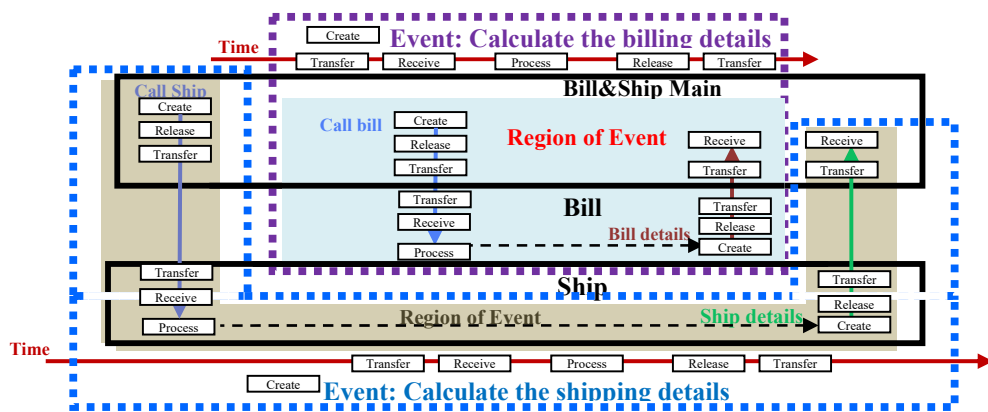 Create
Event: Calculate the billing details
Time
Transfer
Receive
Process
Release
Transfer
Bill&Ship Main
Call Ship
Create
Release
Transfer
Call bill
Create
Release
Transfer
Region of Event
Receive
Transfer
Receive
Transfer
Transfer
Receive
Process
Bill
Bill details
Transfer
Release
Create
Ship
Transfer
Receive
Process
Region of Event
Ship details
Transfer
Release
Create
Time
Transfer
Receive
Process
Release
Transfer
Create
Event: Calculate the shipping details